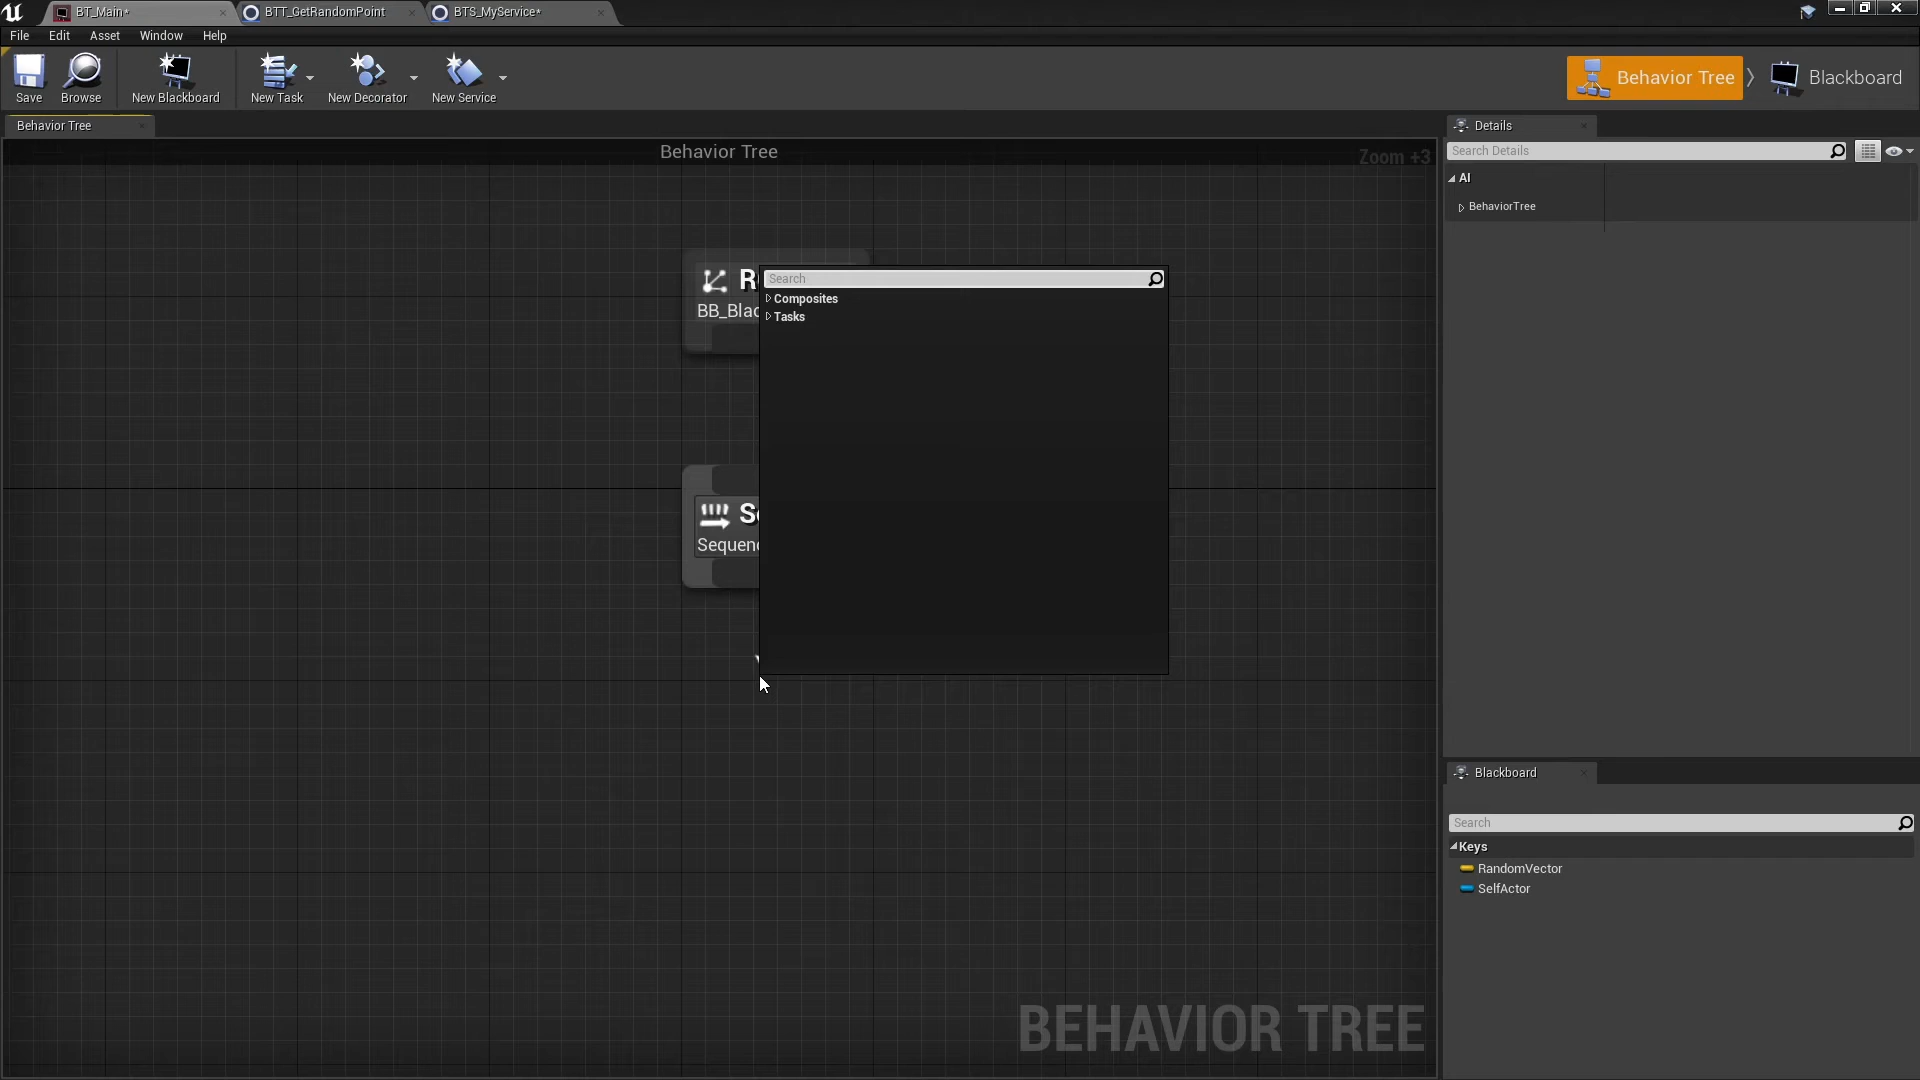 BT_Main*
BTT_GetRandomPoint
BTS_MyService*
File Edit Asset Window Help
Save Browse New Blackboard New Task New Decorator New Service
Behavior Tree Blackboard
Behavior Tree
Details
Behavior Tree
Zoom +3
Search Details
AI
BehaviorTree
Search
Composites
Tasks
BB_Blac
Sequen
Blackboard
Search
Keys
RandomVector
SelfActor
BEHAVIOR TREE